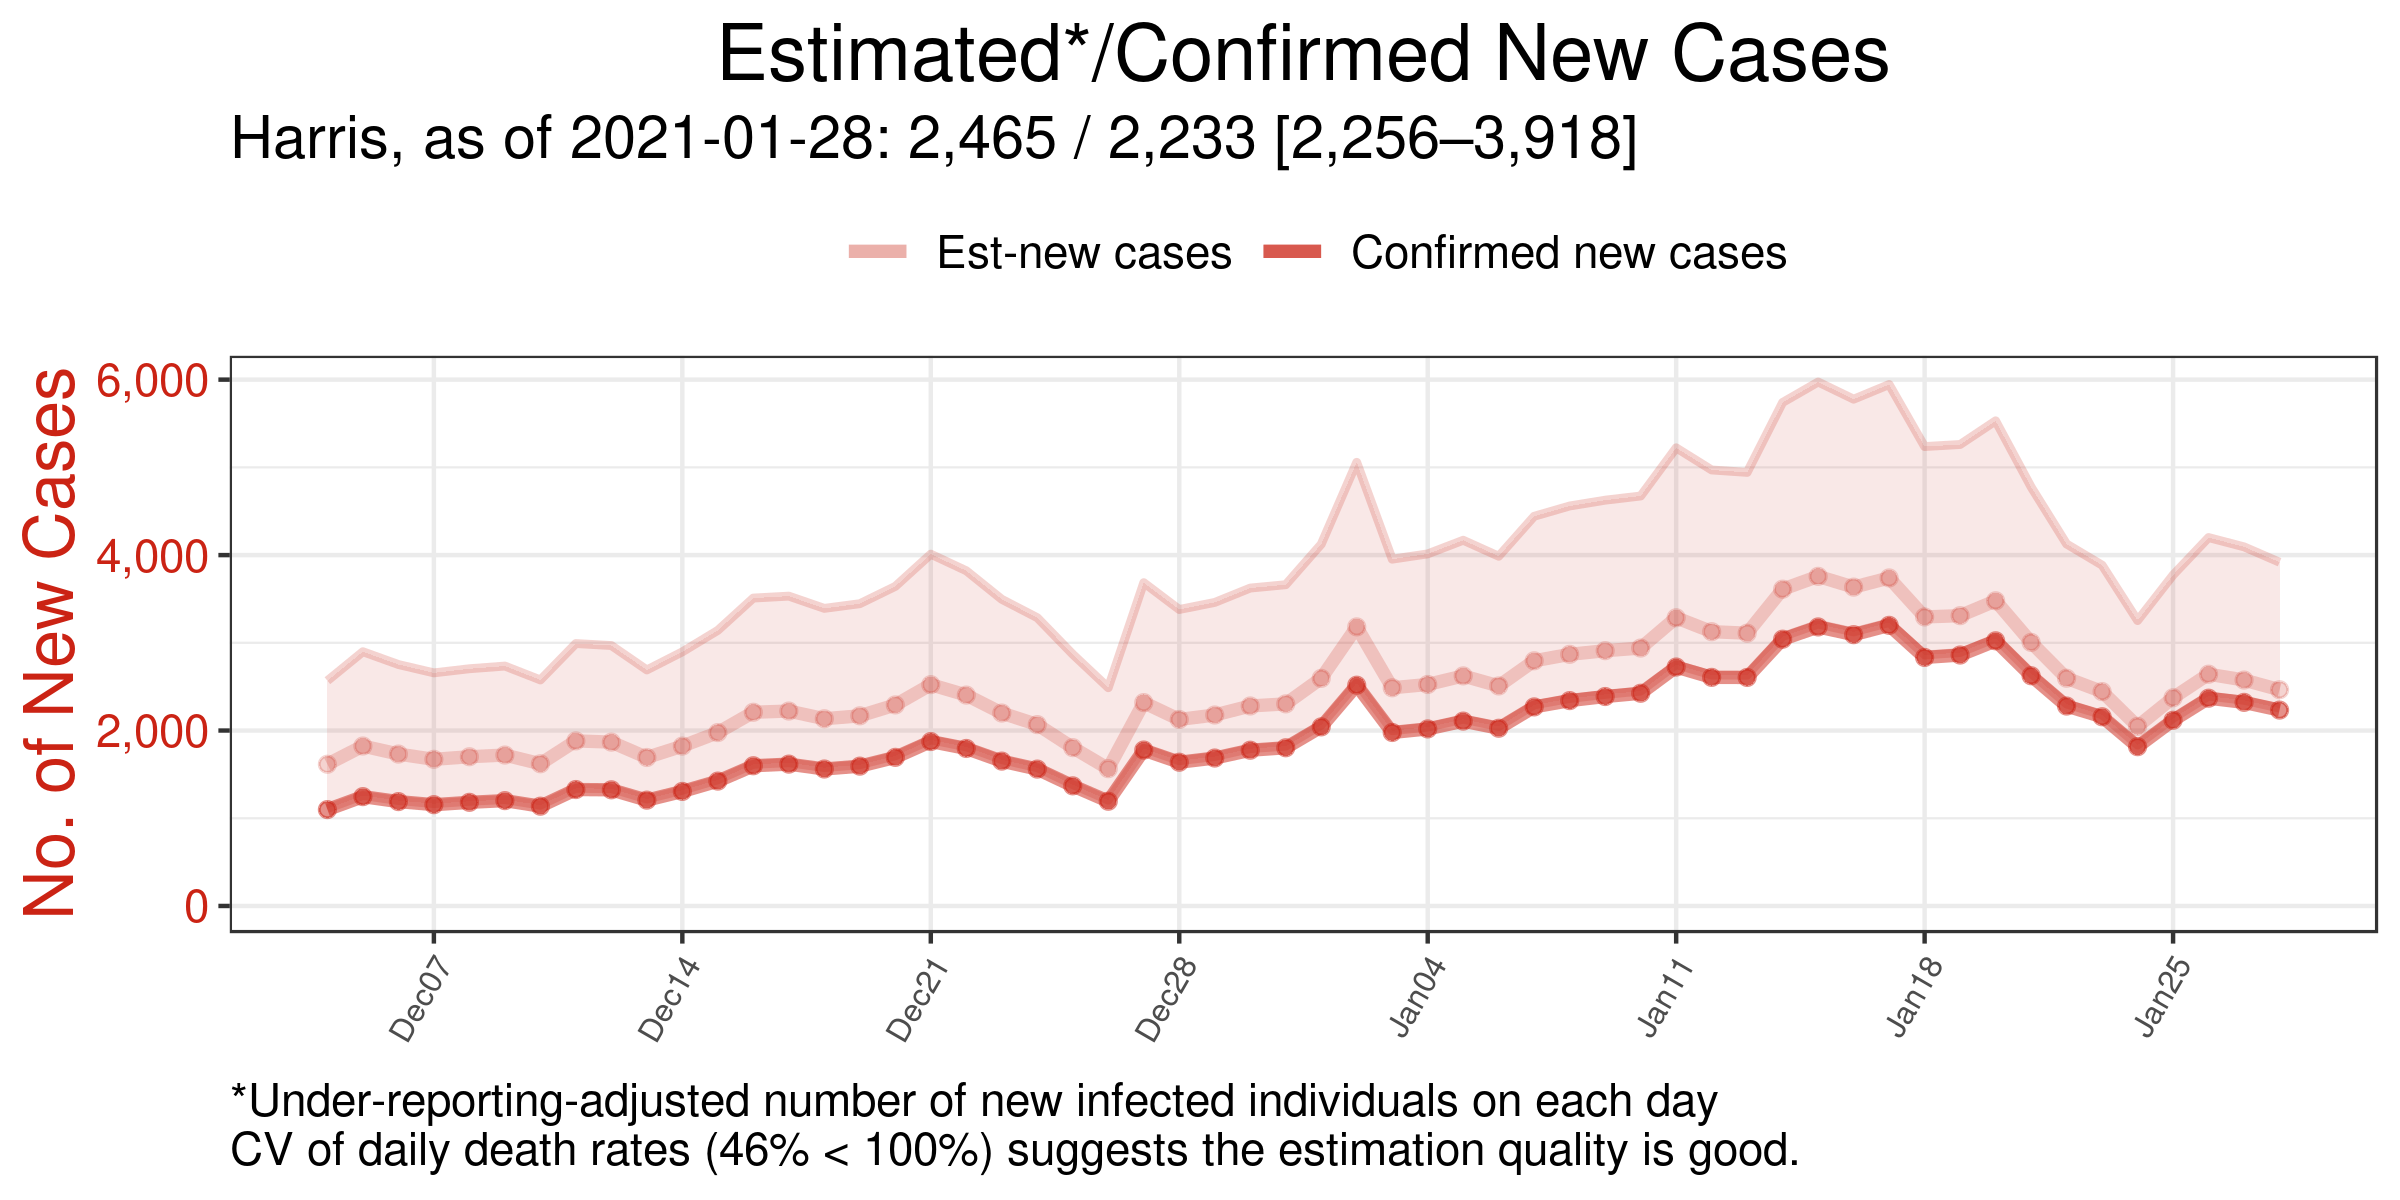 Estimated*/Confirmed New Cases
Harris, as of 2021-01-28: 2,465 / 2,233 [2,256–3,918]
Est-new cases Confirmed new cases
No. of New Cases
6,000
4,000
2,000
0
Dec07 Dec14 Dec21 Dec28 Jan04 Jan11 Jan18 Jan25
*Under-reporting-adjusted number of new infected individuals on each day
CV of daily death rates (46% < 100%) suggests the estimation quality is good.